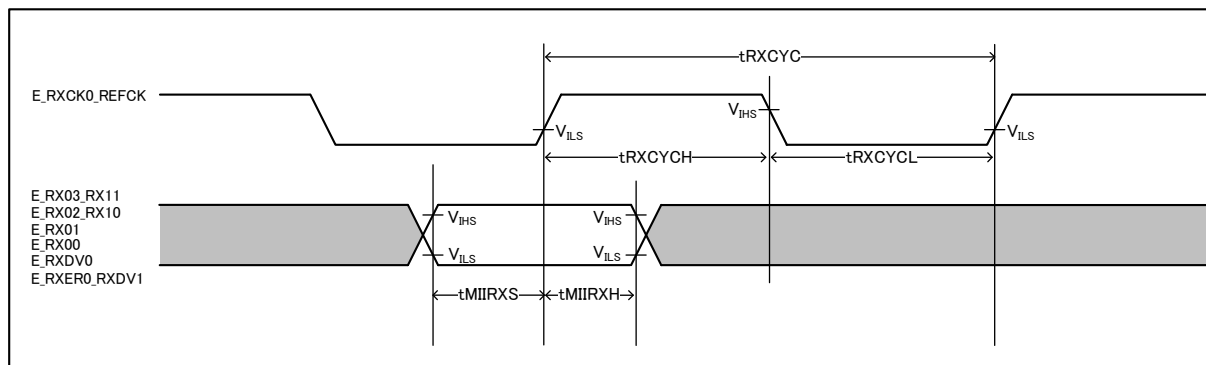 tRXCYC
E_RXCK0_REFCK
VIHS
VILS
VILS
tRXCYCH
tRXCYCL
E_RX03_RX11
E_RX02_RX10
E_RX01
E_RX00
E_RXDV0
E_RXER0_RXDV1
VIHS
VIHS
VILS
VILS
tMIIRXS
tMIIRXH